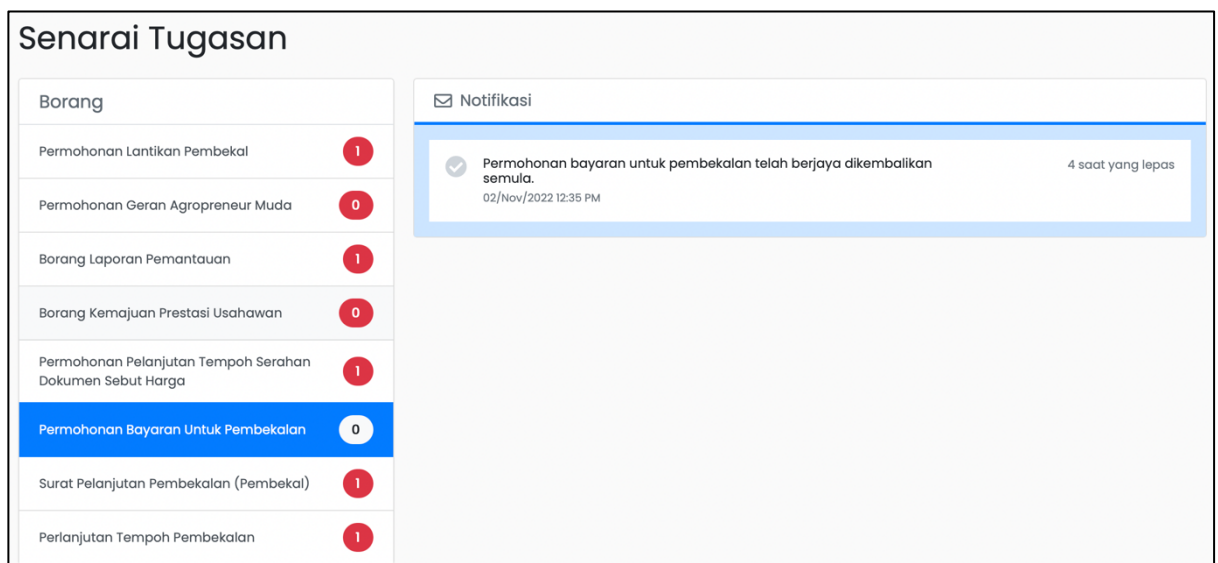 Senarai Tugasan
Borang
Permohonan Lantikan Pembekal 1
Permohonan Geran Agropreneur Muda 0
Borang Laporan Pemantauan 1
Borang Kemajuan Prestasi Usahawan 0
Permohonan Pelanjutan Tempoh Serahan
Dokumen Sebut Harga 1
Permohonan Bayaran Untuk Pembekalan 0
Surat Pelanjutan Pembekalan (Pembekal) 1
Perlanjutan Tempoh Pembekalan 1
Notifikasi
Permohonan bayaran untuk pembekalan telah berjaya dikembalikan 4 saat yang lepas
semula.
02/Nov/2022 12:35 PM